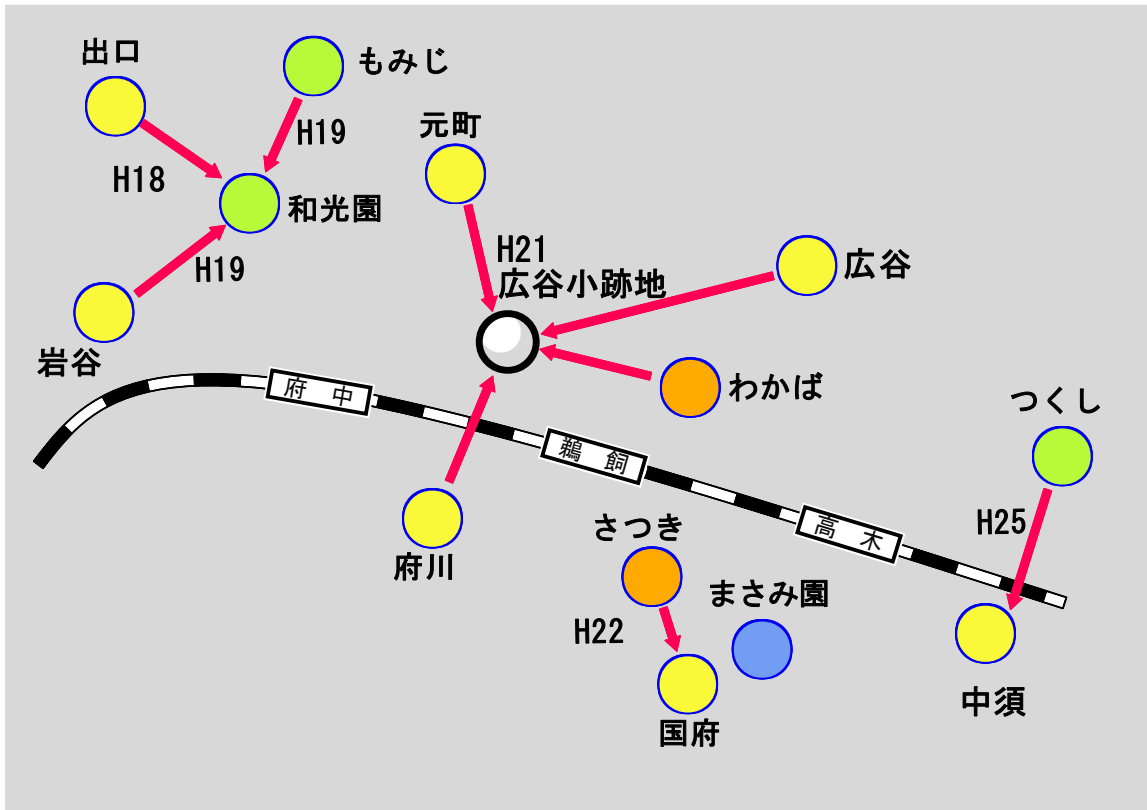 出口
もみじ
H19
元町
H18
和光園
H21
広谷
H19
広谷小跡地
岩谷
府中
わかば
つくし
鵜飼
さつき
高木
H25
府川
まさみ園
H22
中須
国府